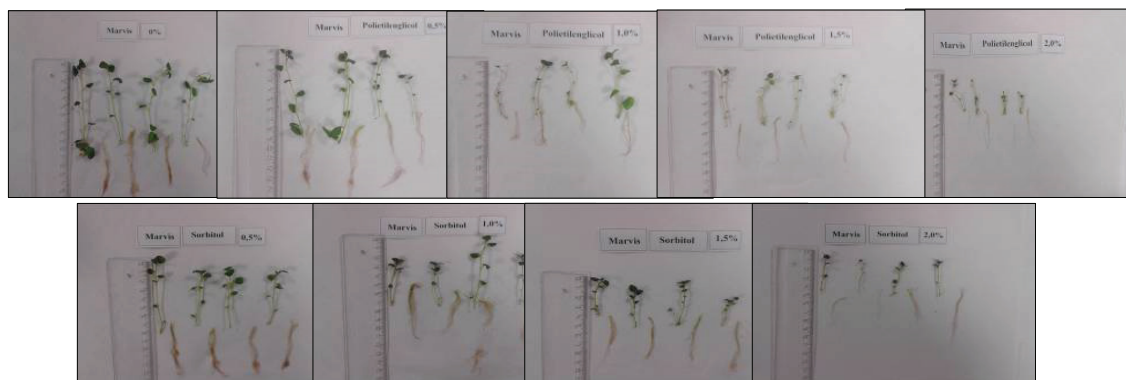 Marvis 0%
Marvis Polietilenglicol 0,5%
Marvis Polietilenglicol 1,0%
Marvis Polietilenglicol 1,5%
Marvis Polietilenglicol 2,0%
Marvis Sorbitol 0,5%
Marvis Sorbitol 1,0%
Marvis Sorbitol 1,5%
Marvis Sorbitol 2,0%